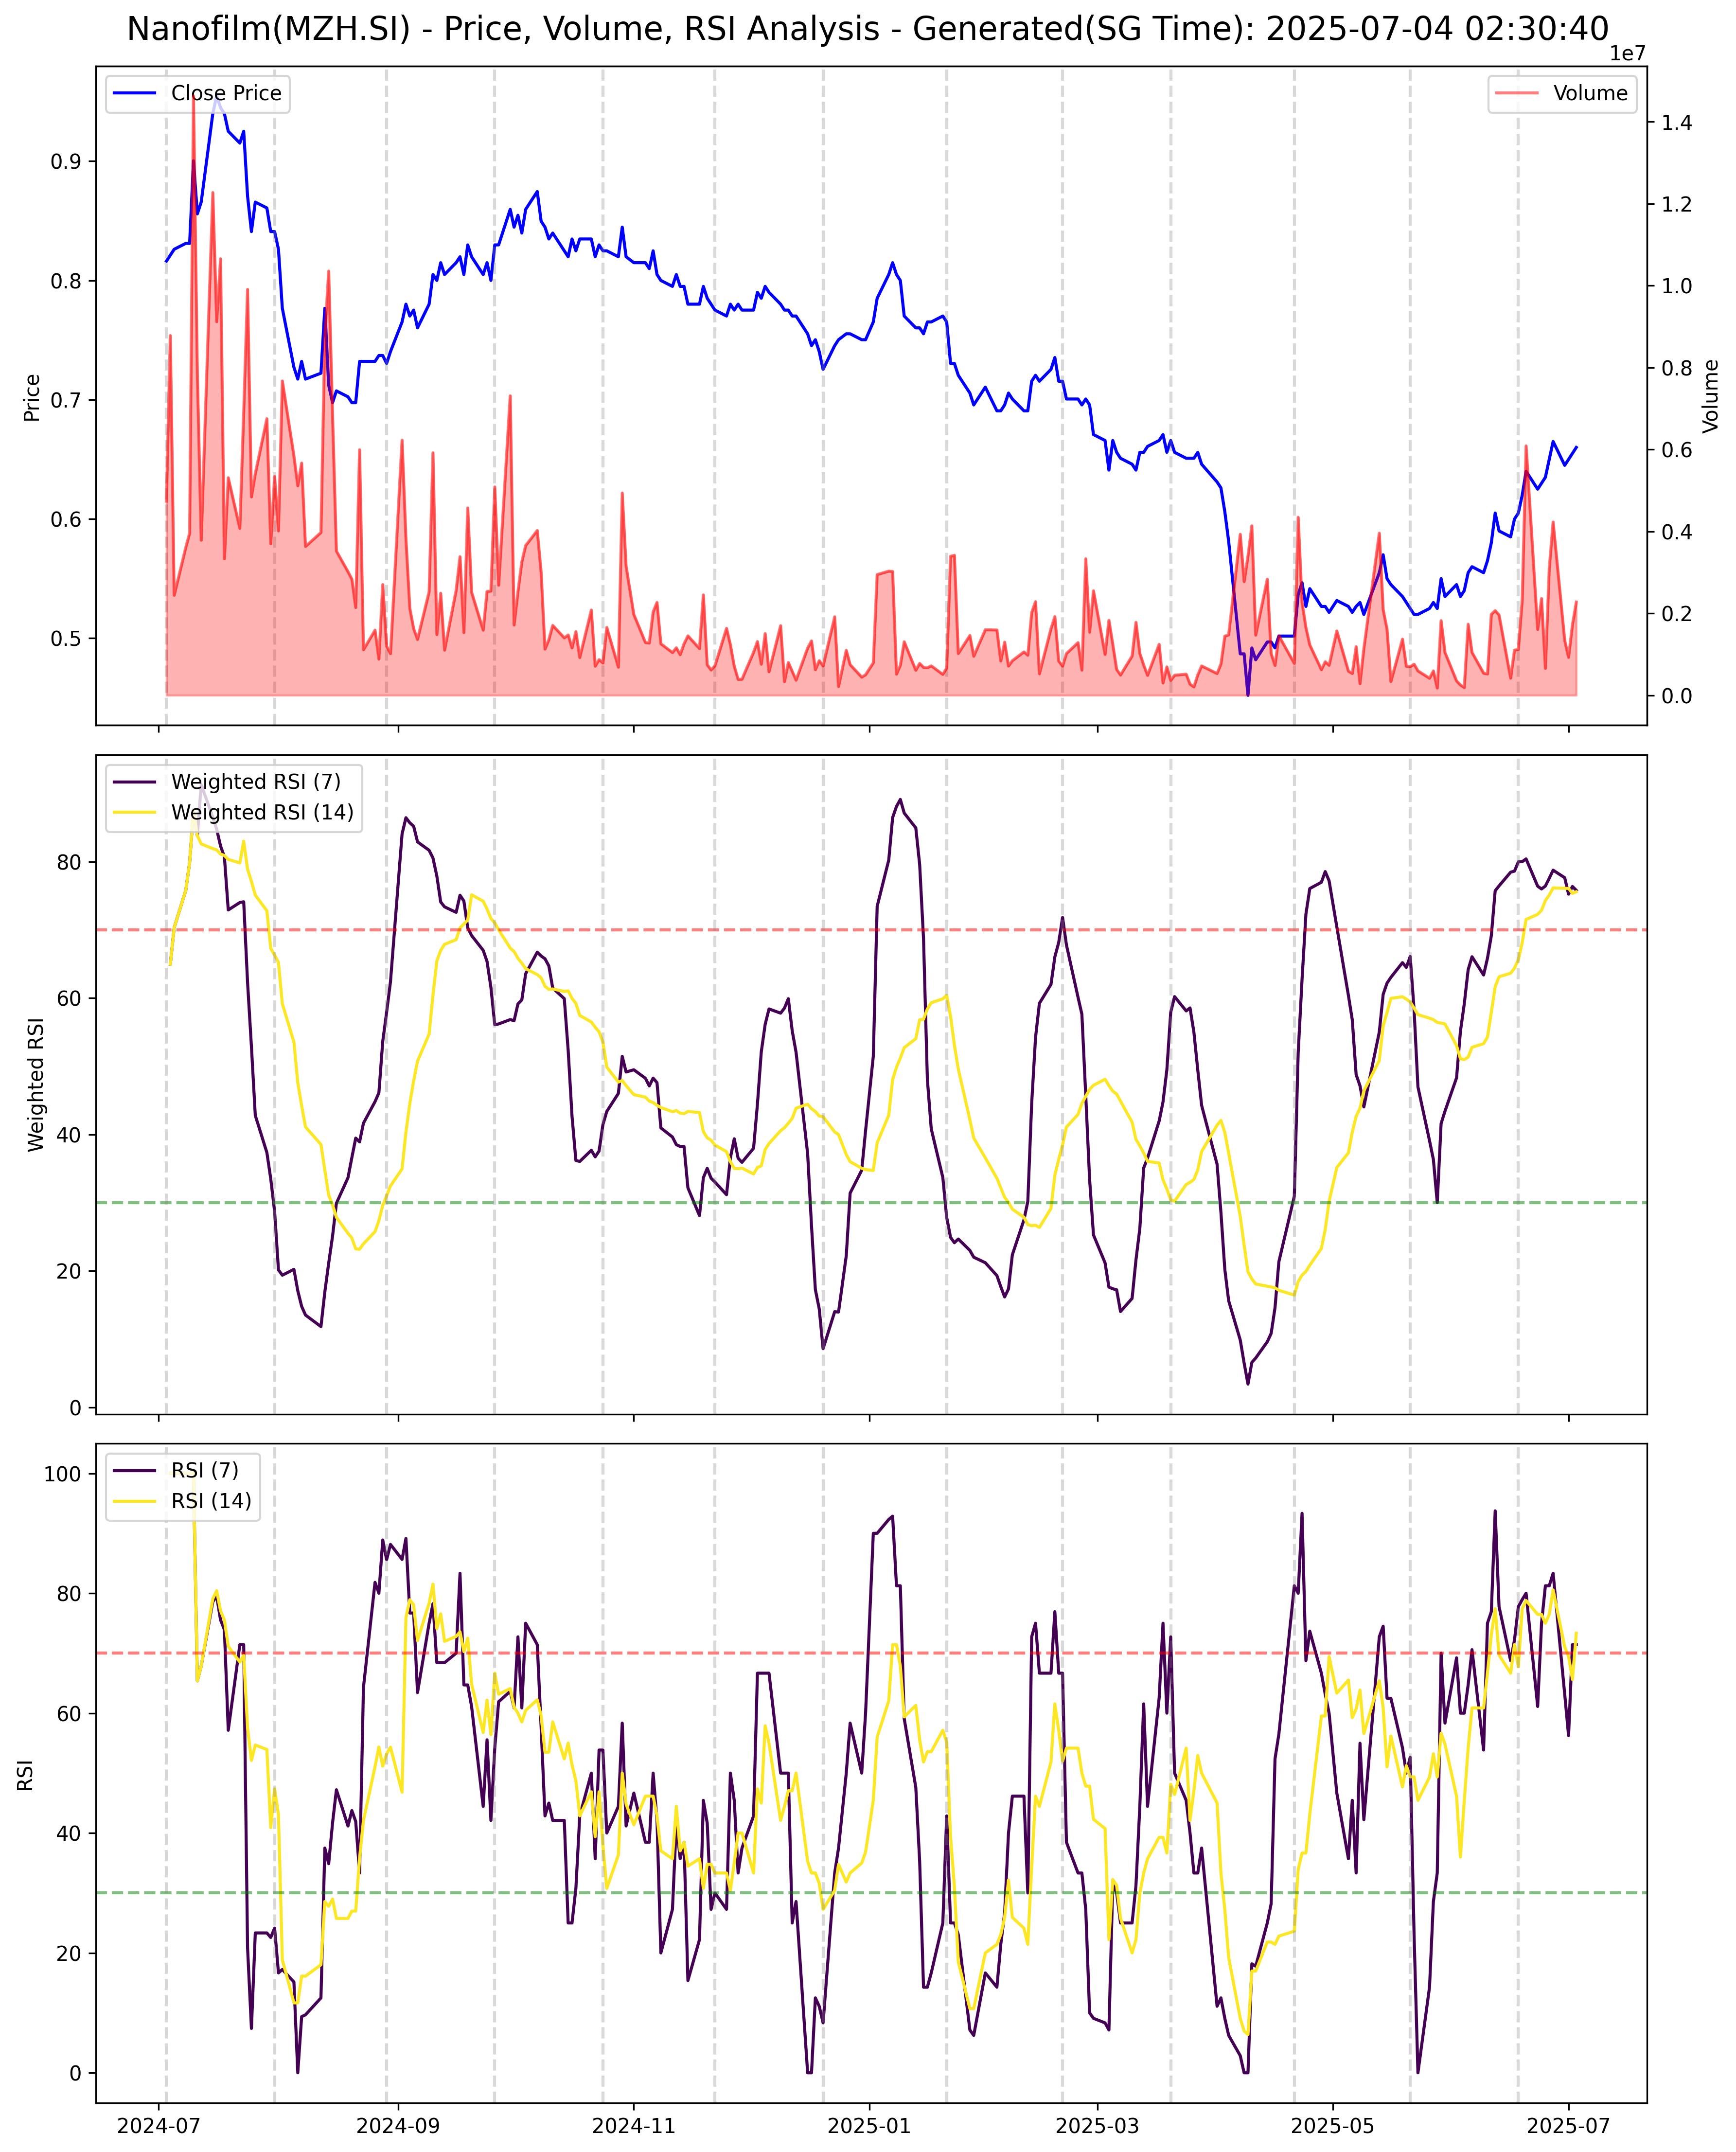 Nanofilm(MZH.SI) - Price, Volume, RSI Analysis - Generated(SG Time): 2025-07-04 02:30:40
1e7
Close Price
Volume
0.9
0.8
0.7
0.6
0.5
Price
1.4
1.2
1.0
0.8
0.6
0.4
0.2
0.0
Volume
Weighted RSI (7)
Weighted RSI (14)
80
60
40
20
0
Weighted RSI
RSI (7)
RSI (14)
100
80
60
40
20
0
RSI
2024-07
2024-09
2024-11
2025-01
2025-03
2025-05
2025-07